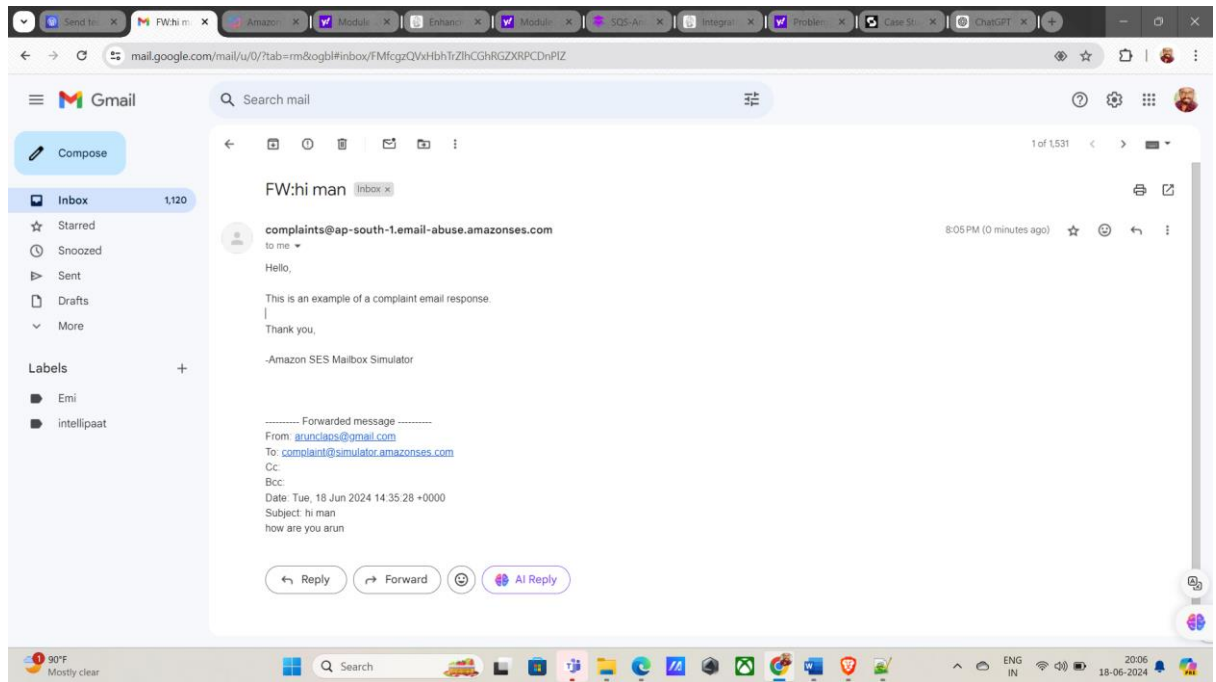 Send te
FW:hi m
Amazon
Module
Enhanc
Module
SQS-An
Integrat
Problem
Case St
ChatGPT
mail.google.com/mail/u/0/?tab=rm&ogbl#inbox/FMfcgzQVxHbhTrZlhCGhRGZXRPCDnPlZ
Gmail
Search mail
Compose
1 of 1,531
Inbox 1,120
Starred
Snoozed
Sent
Drafts
More
Labels
Emi
intellipaat
FW:hi man Inbox ×
complaints@ap-south-1.email-abuse.amazonses.com
8:05 PM (0 minutes ago)
to me
Hello,
This is an example of a complaint email response.
Thank you,
-Amazon SES Mailbox Simulator
---------- Forwarded message ----------
From: arunclaps@gmail.com
To: complaint@simulator.amazonses.com
Cc:
Bcc:
Date: Tue, 18 Jun 2024 14:35:28 +0000
Subject: hi man
how are you arun
Reply
Forward
AI Reply
1
90°F
Mostly clear
Search
ENG
IN
20:06
18-06-2024